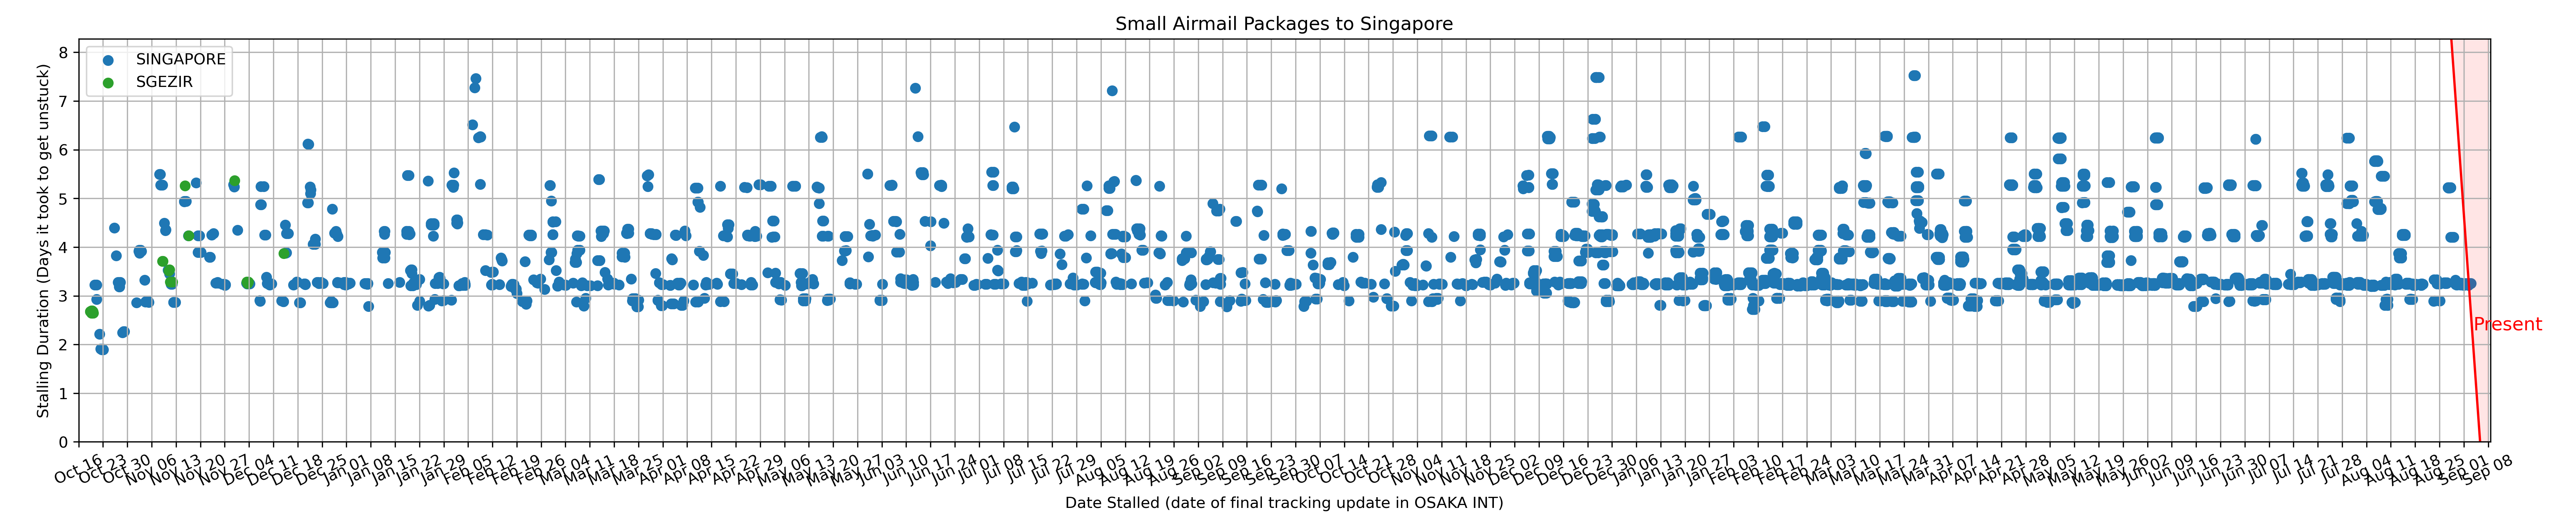 Small Airmail Packages to Singapore
SINGAPORE
SGEZIR
Stalling Duration (Days it took to get unstuck)
8
7
6
5
4
3
2
1
0
Present
Oct 16
Oct 23
Oct 30
Nov 06
Nov 13
Nov 20
Nov 27
Dec 04
Dec 11
Dec 18
Dec 25
Jan 01
Jan 08
Jan 15
Jan 22
Jan 29
Feb 05
Feb 12
Feb 19
Feb 26
Mar 04
Mar 11
Mar 18
Mar 25
Apr 01
Apr 08
Apr 15
Apr 22
Apr 29
May 06
May 13
May 20
May 27
Jun 03
Jun 10
Jun 17
Jun 24
Jul 01
Jul 08
Jul 15
Jul 22
Jul 29
Aug 05
Aug 12
Aug 19
Aug 26
Sep 02
Sep 09
Sep 16
Sep 23
Sep 30
Oct 07
Oct 14
Oct 21
Oct 28
Nov 04
Nov 11
Nov 18
Nov 25
Dec 02
Dec 09
Dec 16
Dec 23
Dec 30
Jan 06
Jan 13
Jan 20
Jan 27
Feb 03
Feb 10
Feb 17
Feb 24
Mar 03
Mar 10
Mar 17
Mar 24
Mar 31
Apr 07
Apr 14
Apr 21
Apr 28
May 05
May 12
May 19
May 26
Jun 02
Jun 09
Jun 16
Jun 23
Jun 30
Jul 07
Jul 14
Jul 21
Jul 28
Aug 04
Aug 11
Aug 18
Aug 25
Sep 01
Sep 08
Date Stalled (date of final tracking update in OSAKA INT)